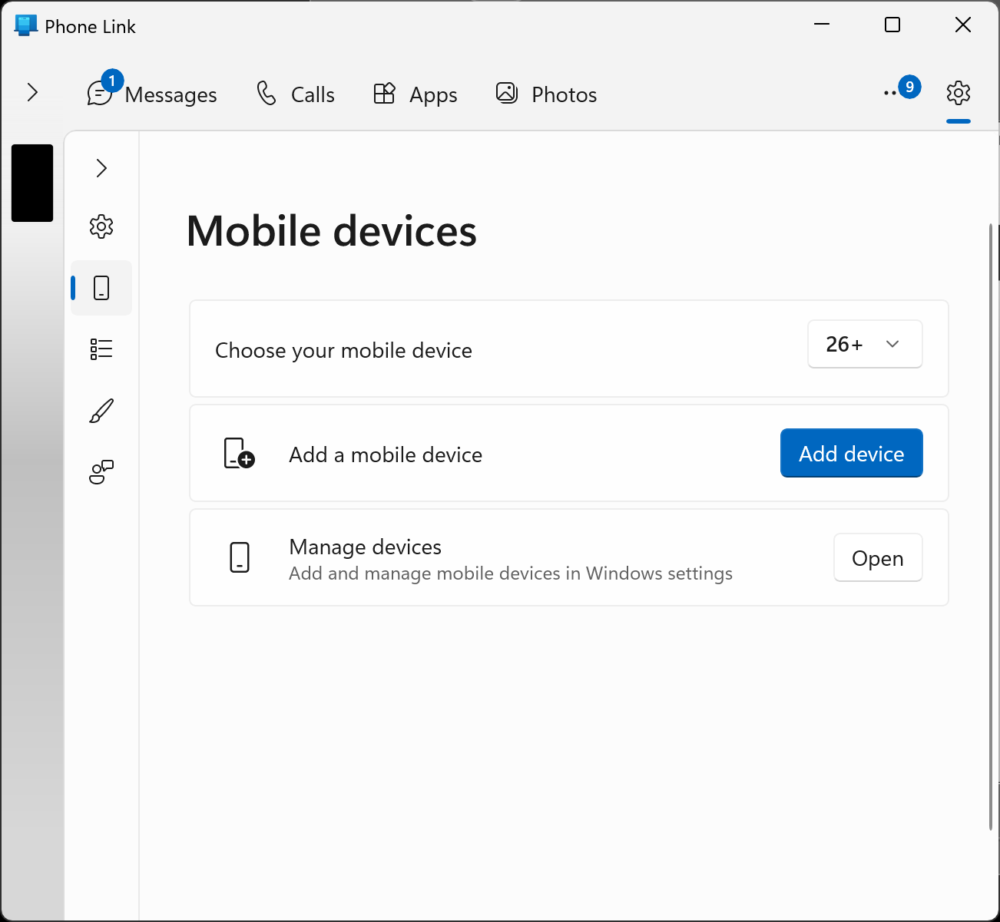 Phone Link
1
Messages
Calls
Apps
Photos
9
Mobile devices
Choose your mobile device
26+
Add a mobile device
Add device
Manage devices
Add and manage mobile devices in Windows settings
Open